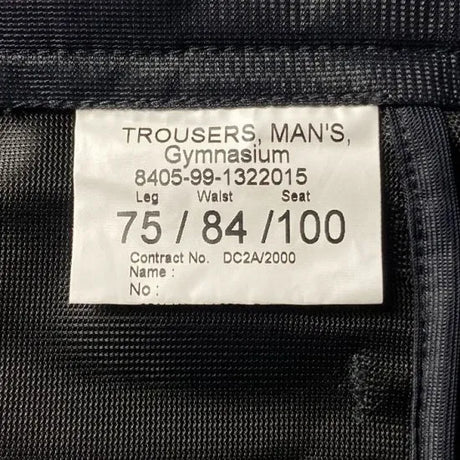 TROUSERS, MAN'S,
Gymnasium
8405-99-1322015
Leg Waist Seat
75 / 84 /100
Contract No. DC2A/2000
Name :
No :